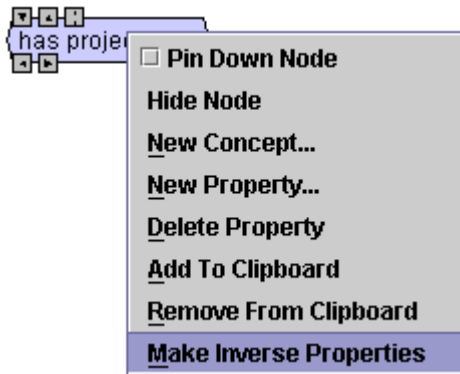 has
Pin Down Node
Hide Node
New Concept...
New Property...
Delete Property
Add To Clipboard
Remove From Clipboard
Make Inverse Properties